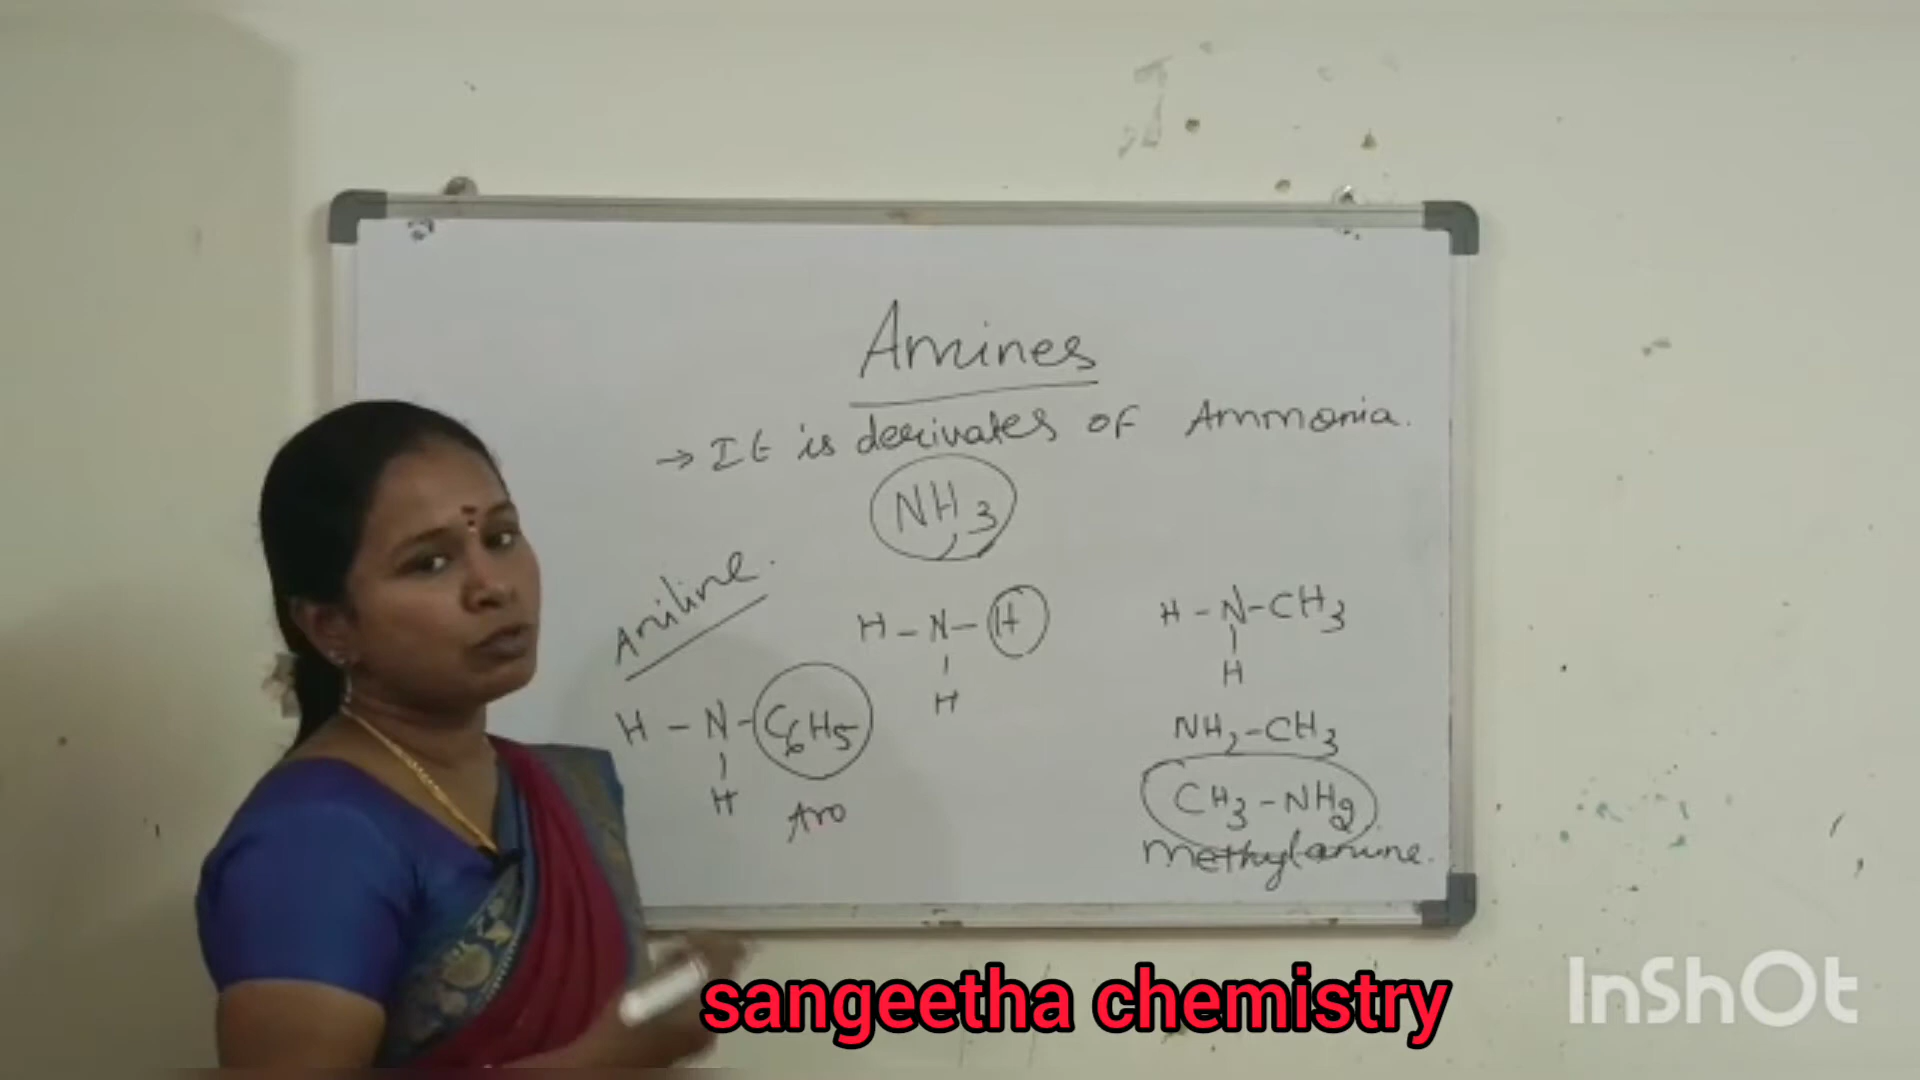 Amines
→ It is derivates of Ammonia.
NH3
Aniline.
H - N - H
H
H - N - CH3
H
H - N - C6H5
H
Aro
NH2 - CH3
CH3 - NH2
Methylamine.
sangeetha chemistry
InShOt